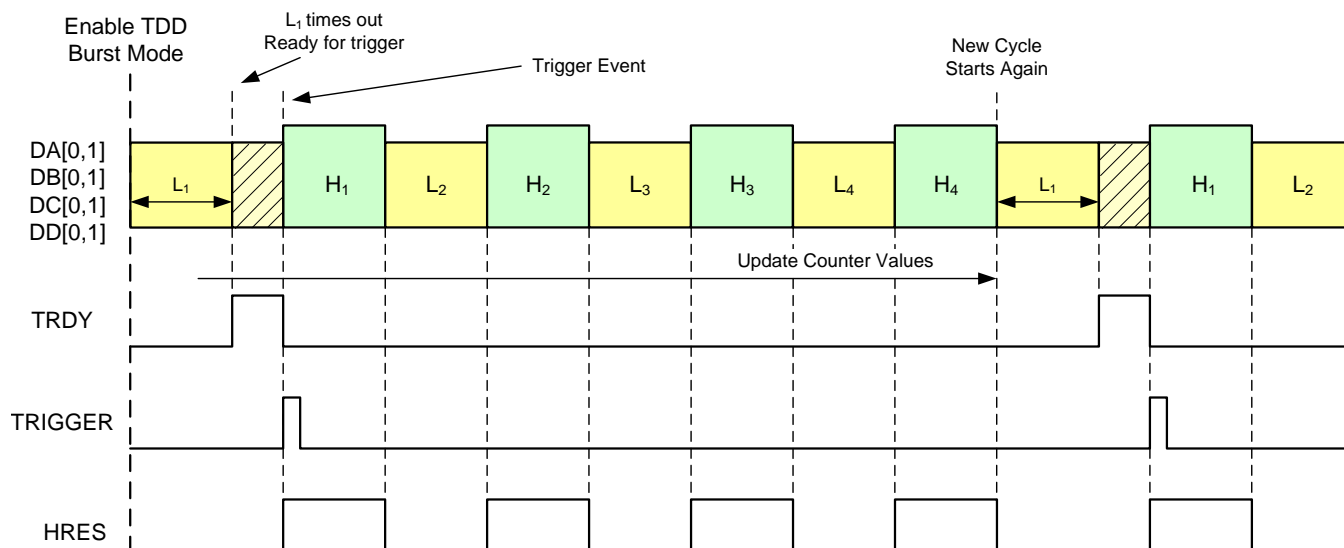 Enable TDD
Burst Mode
L₁ times out
Ready for trigger
Trigger Event
New Cycle
Starts Again
DA[0,1]
DB[0,1]
DC[0,1]
DD[0,1]
L₁ H₁ L₂ H₂ L₃ H₃ L₄ H₄ L₁ H₁ L₂
Update Counter Values
TRDY
TRIGGER
HRES